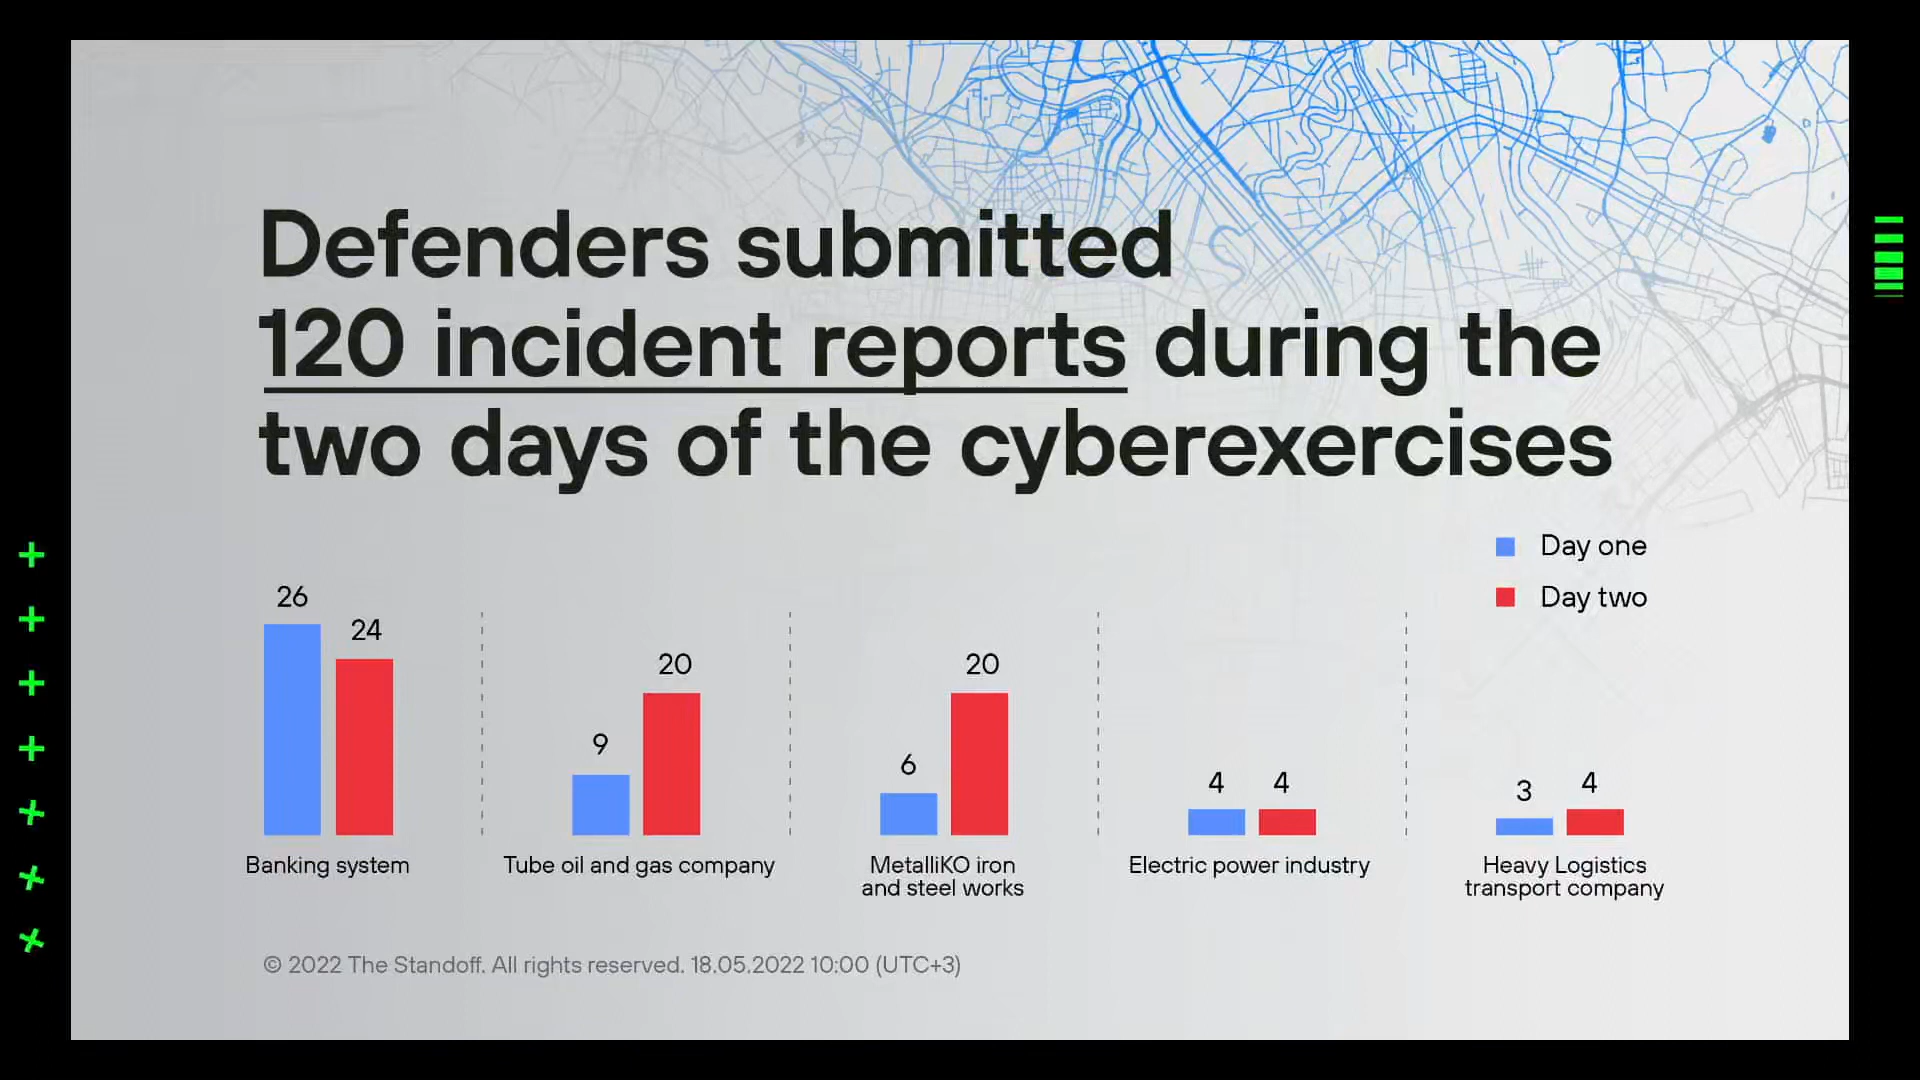 Defenders submitted
120 incident reports during the
two days of the cyberexercises
Day one
Day two
26
24
9
20
6
20
4
4
3
4
Banking system
Tube oil and gas company
MetalliKO iron
and steel works
Electric power industry
Heavy Logistics
transport company
© 2022 The Standoff. All rights reserved. 18.05.2022 10:00 (UTC+3)